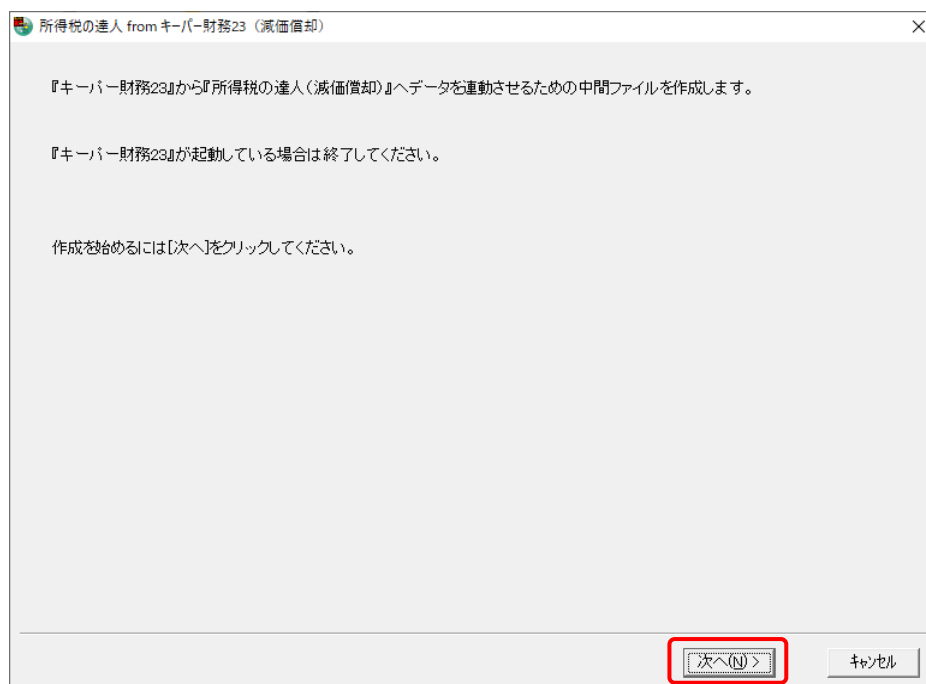 所得税の達人 from キーパー財務23（減価償却）
『キーパー財務23』から『所得税の達人(減価償却)』へデータを連動させるための中間ファイルを作成します。
『キーパー財務23』が起動している場合は終了してください。
作成を始めるには[次へ]をクリックしてください。
次へ(N) >
キャンセル